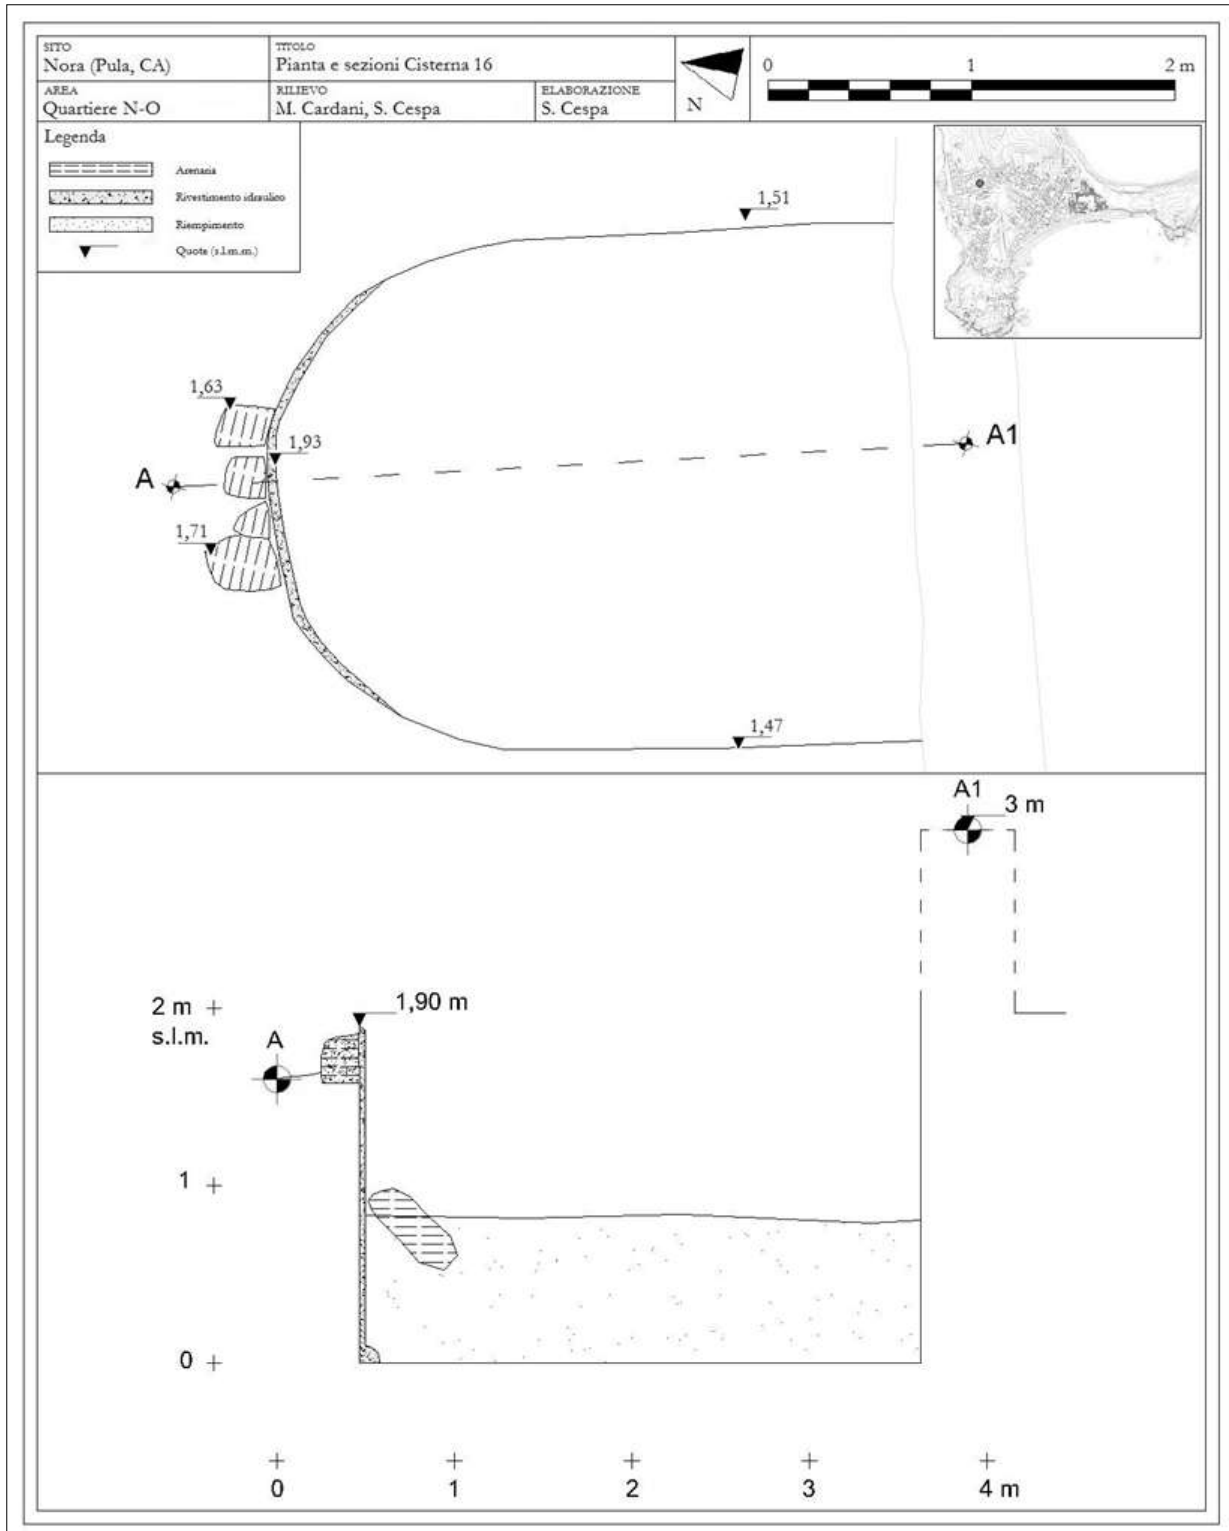 SITO
Nora (Pula, CA)
TITOLO
Pianta e sezioni Cisterna 16
AREA
Quartiere N-O
RILIEVO
M. Cardani, S. Cespa
ELABORAZIONE
S. Cespa
N
0 1 2 m
Legenda
Arenaria
Rivestimento idraulico
Riempimento
Quote (s.l.m.m.)
1,51
1,63
1,93
A1
A
1,71
1,47
A1
3 m
2 m
s.l.m.
1,90 m
A
1
0
0 1 2 3 4 m